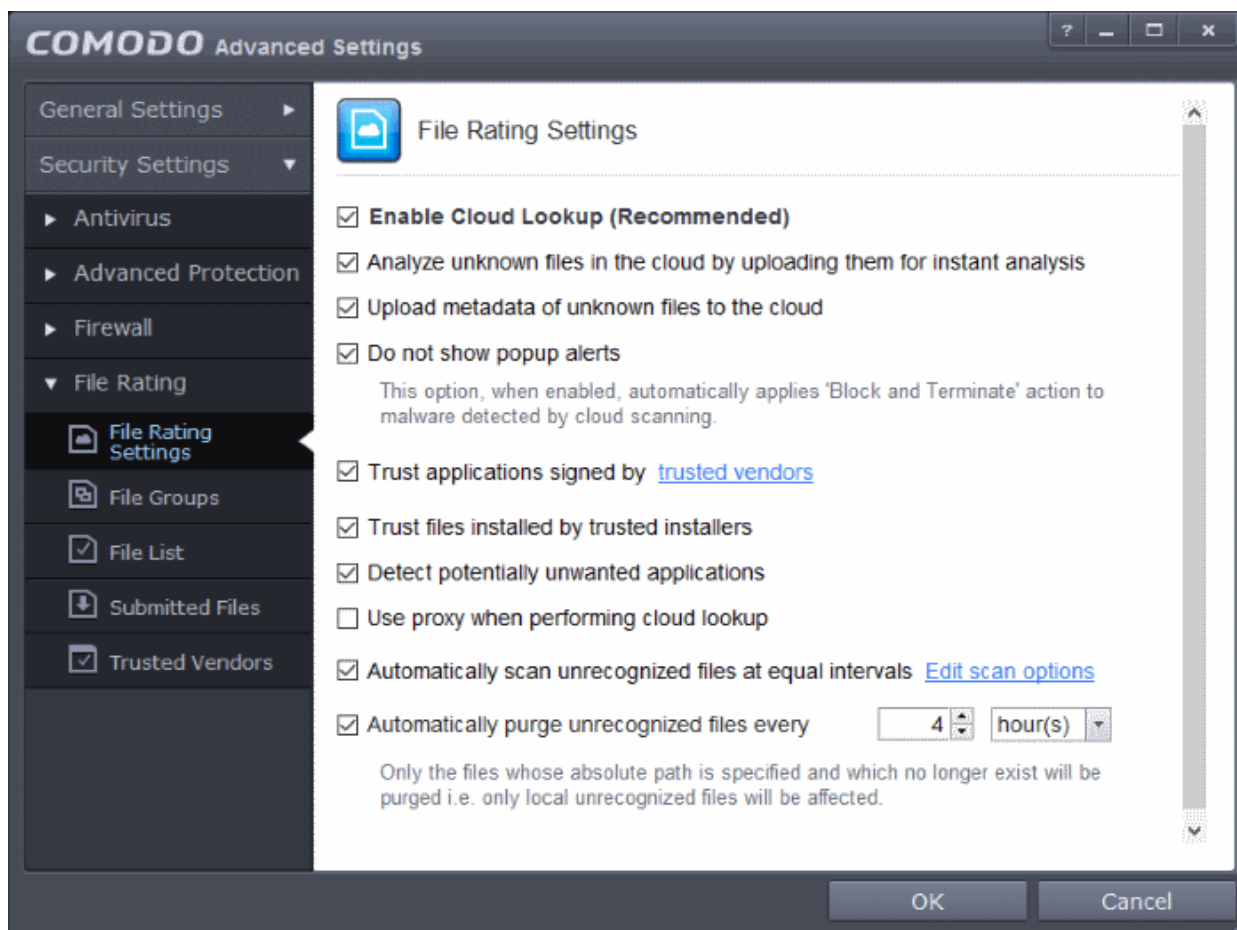 COMODO Advanced Settings
?
General Settings
Security Settings
Antivirus
Advanced Protection
Firewall
File Rating
File Rating
Settings
File Groups
File List
Submitted Files
Trusted Vendors
File Rating Settings
Enable Cloud Lookup (Recommended)
Analyze unknown files in the cloud by uploading them for instant analysis
Upload metadata of unknown files to the cloud
Do not show popup alerts
This option, when enabled, automatically applies 'Block and Terminate' action to
malware detected by cloud scanning.
Trust applications signed by trusted vendors
Trust files installed by trusted installers
Detect potentially unwanted applications
Use proxy when performing cloud lookup
Automatically scan unrecognized files at equal intervals Edit scan options
Automatically purge unrecognized files every 4 hour(s)
Only the files whose absolute path is specified and which no longer exist will be
purged i.e. only local unrecognized files will be affected.
OK Cancel